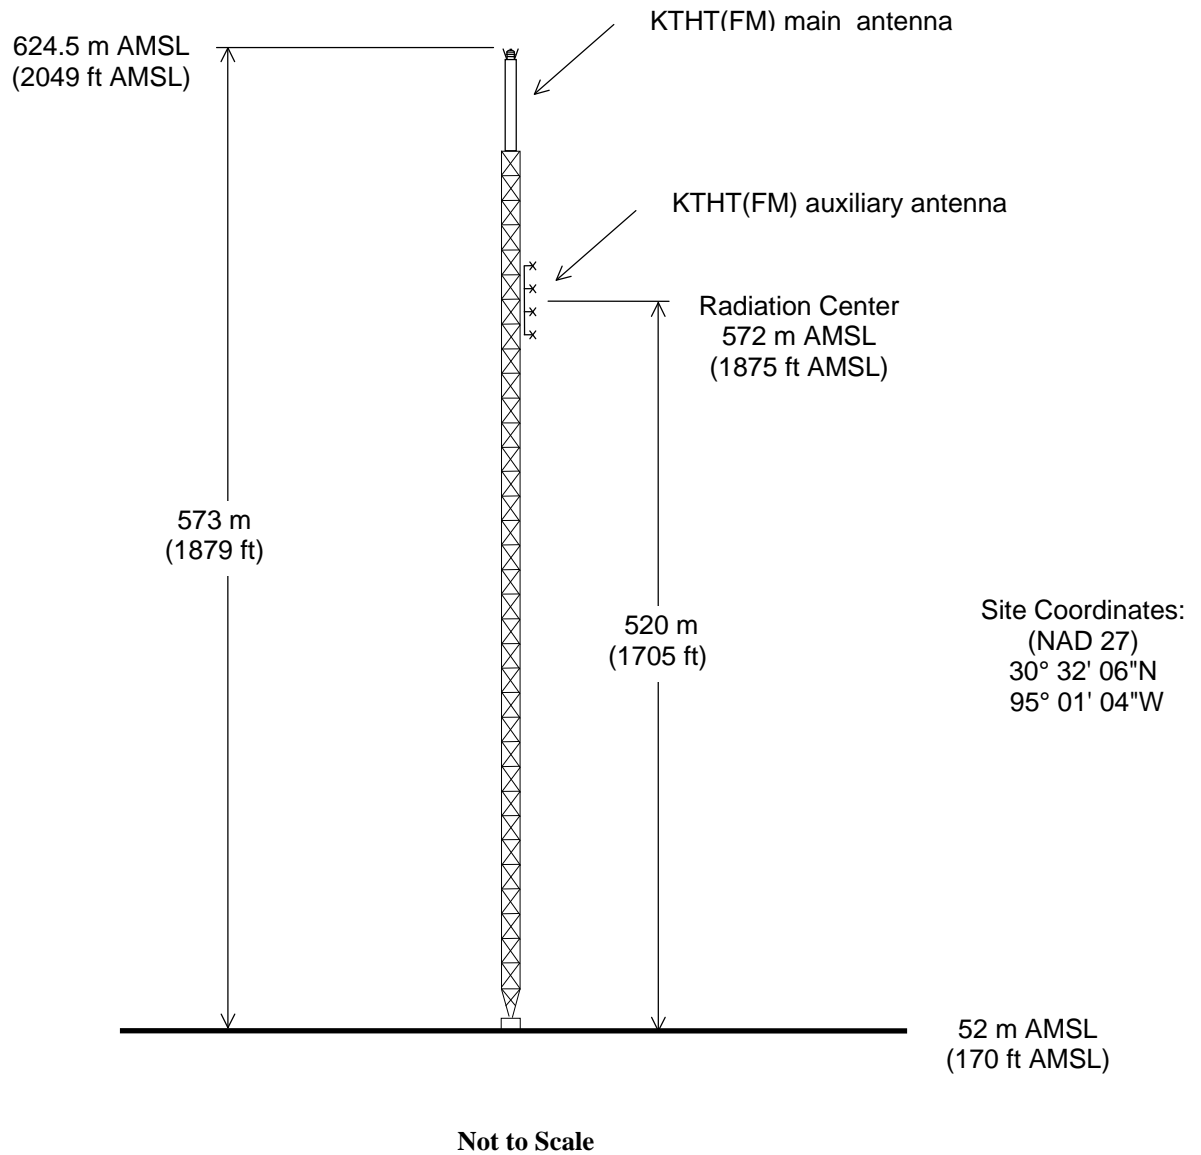 KTHT(FM) main antenna
624.5 m AMSL
(2049 ft AMSL)
KTHT(FM) auxiliary antenna
Radiation Center
572 m AMSL
(1875 ft AMSL)
573 m
(1879 ft)
520 m
(1705 ft)
Site Coordinates:
(NAD 27)
30° 32' 06"N
95° 01' 04"W
52 m AMSL
(170 ft AMSL)
Not to Scale